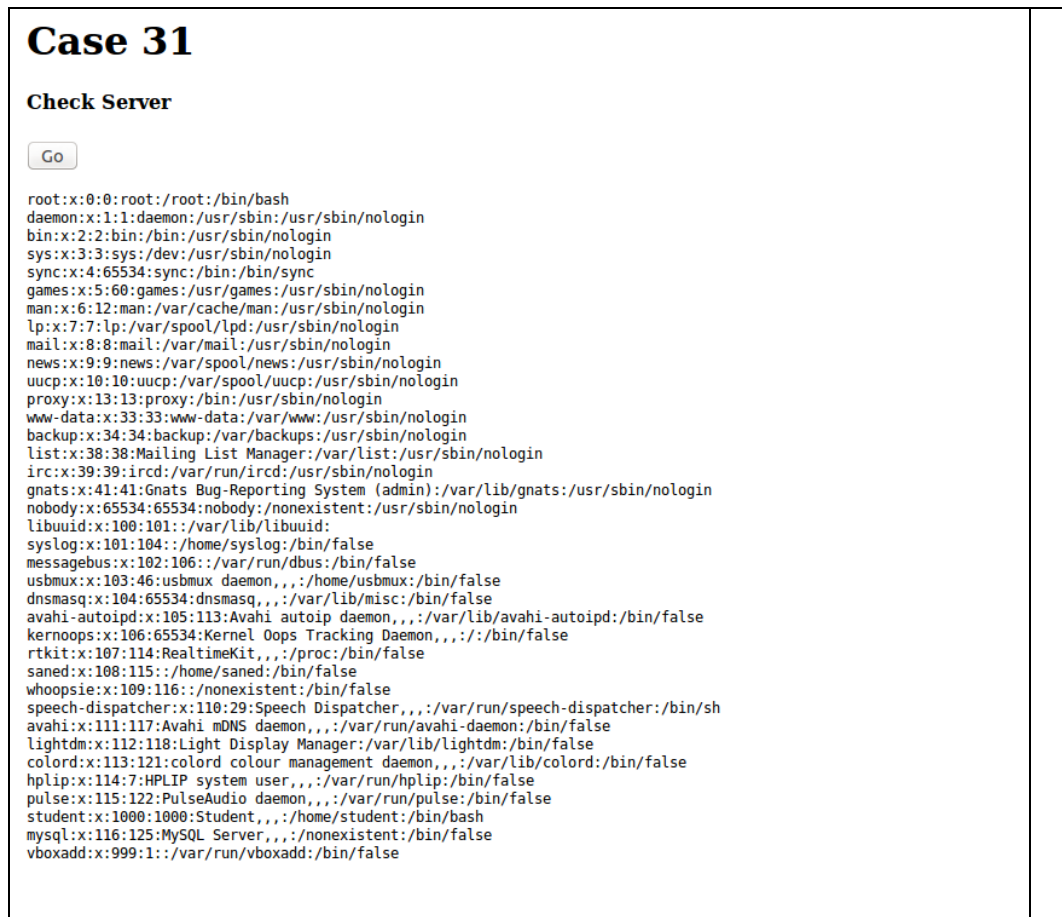 Case 31
Check Server
Go
root:x:0:0:root:/root:/bin/bash
daemon:x:1:1:daemon:/usr/sbin:/usr/sbin/nologin
bin:x:2:2:bin:/bin:/usr/sbin/nologin
sys:x:3:3:sys:/dev:/usr/sbin/nologin
sync:x:4:65534:sync:/bin:/bin/sync
games:x:5:60:games:/usr/games:/usr/sbin/nologin
man:x:6:12:man:/var/cache/man:/usr/sbin/nologin
lp:x:7:7:lp:/var/spool/lpd:/usr/sbin/nologin
mail:x:8:8:mail:/var/mail:/usr/sbin/nologin
news:x:9:9:news:/var/spool/news:/usr/sbin/nologin
uucp:x:10:10:uucp:/var/spool/uucp:/usr/sbin/nologin
proxy:x:13:13:proxy:/bin:/usr/sbin/nologin
www-data:x:33:33:www-data:/var/www:/usr/sbin/nologin
backup:x:34:34:backup:/var/backups:/usr/sbin/nologin
list:x:38:38:Mailing List Manager:/var/list:/usr/sbin/nologin
irc:x:39:39:ircd:/var/run/ircd:/usr/sbin/nologin
gnats:x:41:41:Gnats Bug-Reporting System (admin):/var/lib/gnats:/usr/sbin/nologin
nobody:x:65534:65534:nobody:/nonexistent:/usr/sbin/nologin
libuuid:x:100:101::/var/lib/libuuid:
syslog:x:101:104::/home/syslog:/bin/false
messagebus:x:102:106::/var/run/dbus:/bin/false
usbmux:x:103:46:usbmux daemon,,,:/home/usbmux:/bin/false
dnsmasq:x:104:65534:dnsmasq,,,:/var/lib/misc:/bin/false
avahi-autoipd:x:105:113:Avahi autoip daemon,,,:/var/lib/avahi-autoipd:/bin/false
kernoops:x:106:65534:Kernel Oops Tracking Daemon,,,:/:/bin/false
rtkit:x:107:114:RealtimeKit,,,:/proc:/bin/false
saned:x:108:115::/home/saned:/bin/false
whoopsie:x:109:116::/nonexistent:/bin/false
speech-dispatcher:x:110:29:Speech Dispatcher,,,:/var/run/speech-dispatcher:/bin/sh
avahi:x:111:117:Avahi mDNS daemon,,,:/var/run/avahi-daemon:/bin/false
lightdm:x:112:118:Light Display Manager:/var/lib/lightdm:/bin/false
colord:x:113:121:colord colour management daemon,,,:/var/lib/colord:/bin/false
hplip:x:114:7:HPLIP system user,,,:/var/run/hplip:/bin/false
pulse:x:115:122:PulseAudio daemon,,,:/var/run/pulse:/bin/false
student:x:1000:1000:Student,,,:/home/student:/bin/bash
mysql:x:116:125:MySQL Server,,,:/nonexistent:/bin/false
vboxadd:x:999:1::/var/run/vboxadd:/bin/false